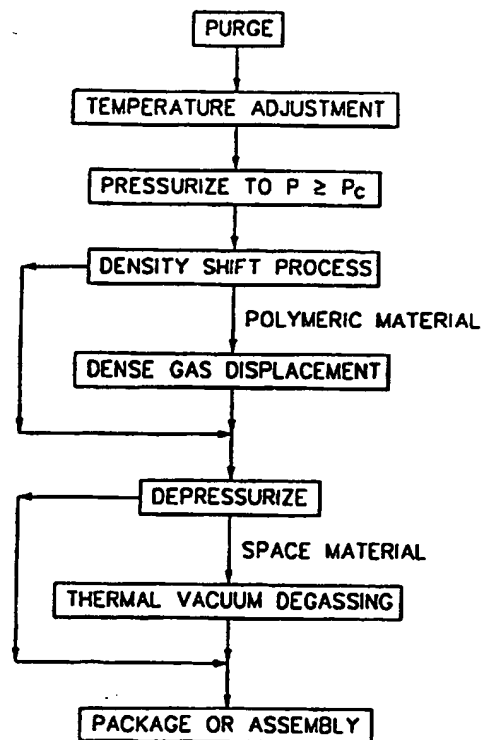 PURGE
TEMPERATURE ADJUSTMENT
PRESSURIZE TO P ≥ Pc
DENSITY SHIFT PROCESS
POLYMERIC MATERIAL
DENSE GAS DISPLACEMENT
DEPRESSURIZE
SPACE MATERIAL
THERMAL VACUUM DEGASSING
PACKAGE OR ASSEMBLY